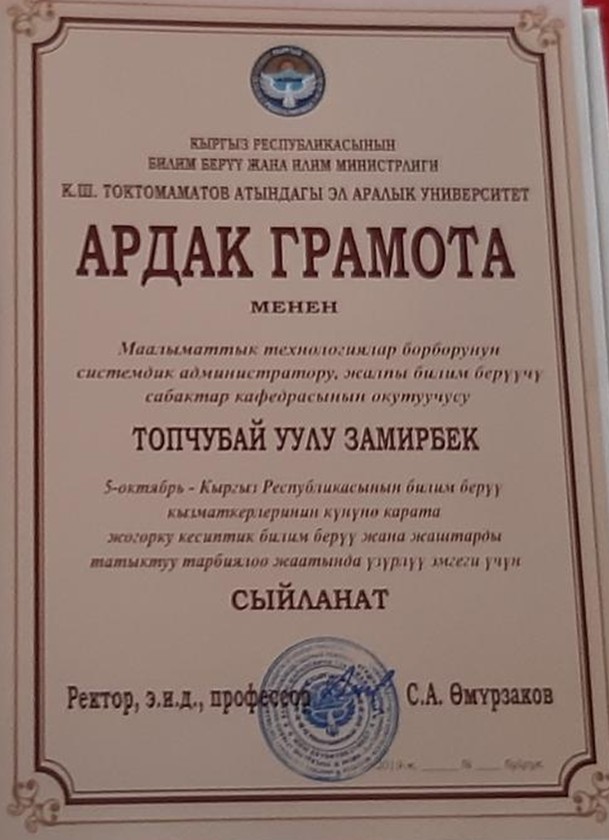 КЫРГЫЗ РЕСПУБЛИКАСЫНЫН
БИЛИМ БЕРҮҮ ЖАНА ИЛИМ МИНИСТРЛИГИ
К.Ш. ТОКТОМАМАТОВ АТЫНДАГЫ ЭЛ АРАЛЫК УНИВЕРСИТЕТ
АРДАК ГРАМОТА
МЕНЕН
Маалыматтык технологиялар борборунун
системдик администратору, жалпы билим берүүчү
сабактар кафедрасынын окутуучусу
ТОПЧУБАЙ УУЛУ ЗАМИРБЕК
5-октябрь - Кыргыз Республикасынын билим берүү
кызматкерлеринин күнүнө карата
жогорку кесиптик билим берүү жана жаштарды
татыктуу тарбиялоо жаатында үзүрлүү эмгеги үчүн
СЫЙЛАНАТ
Ректор, э.и.д., профессор С.А. Өмүрзаков
2019-ж. ______ № ____ буйрук